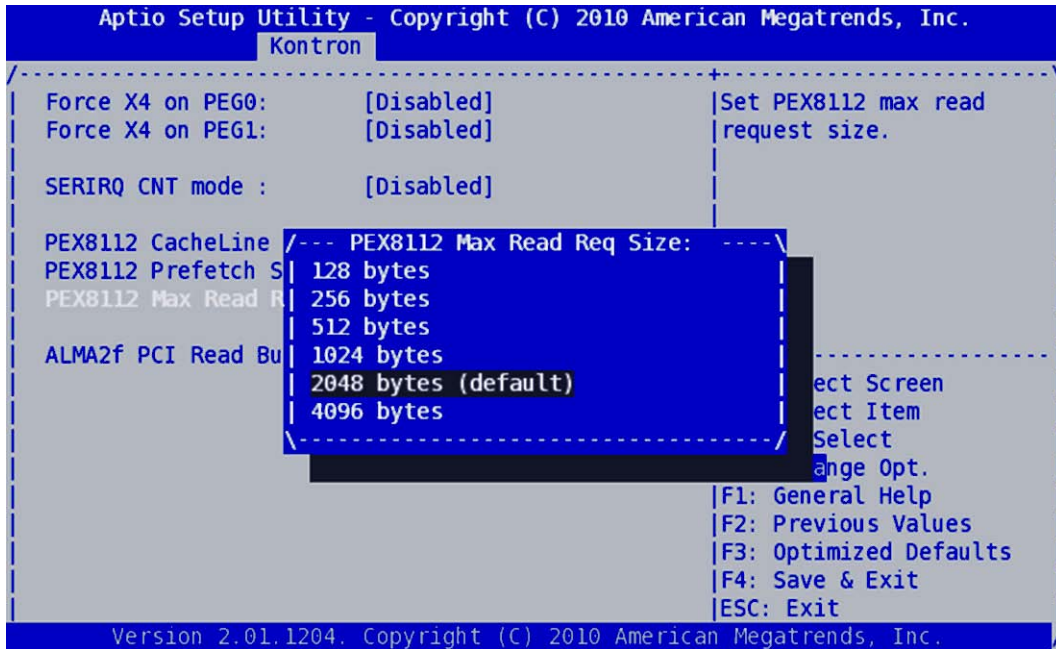 Aptio Setup Utility - Copyright (C) 2010 American Megatrends, Inc.
Kontron
Force X4 on PEG0: [Disabled]
Force X4 on PEG1: [Disabled]
SERIRQ CNT mode : [Disabled]
PEX8112 CacheLine
PEX8112 Prefetch S
PEX8112 Max Read R
ALMA2f PCI Read Bu
/--- PEX8112 Max Read Req Size: ----\
128 bytes
256 bytes
512 bytes
1024 bytes
2048 bytes (default)
4096 bytes
Set PEX8112 max read
request size.
ect Screen
ect Item
Select
ange Opt.
F1: General Help
F2: Previous Values
F3: Optimized Defaults
F4: Save & Exit
ESC: Exit
Version 2.01.1204. Copyright (C) 2010 American Megatrends, Inc.